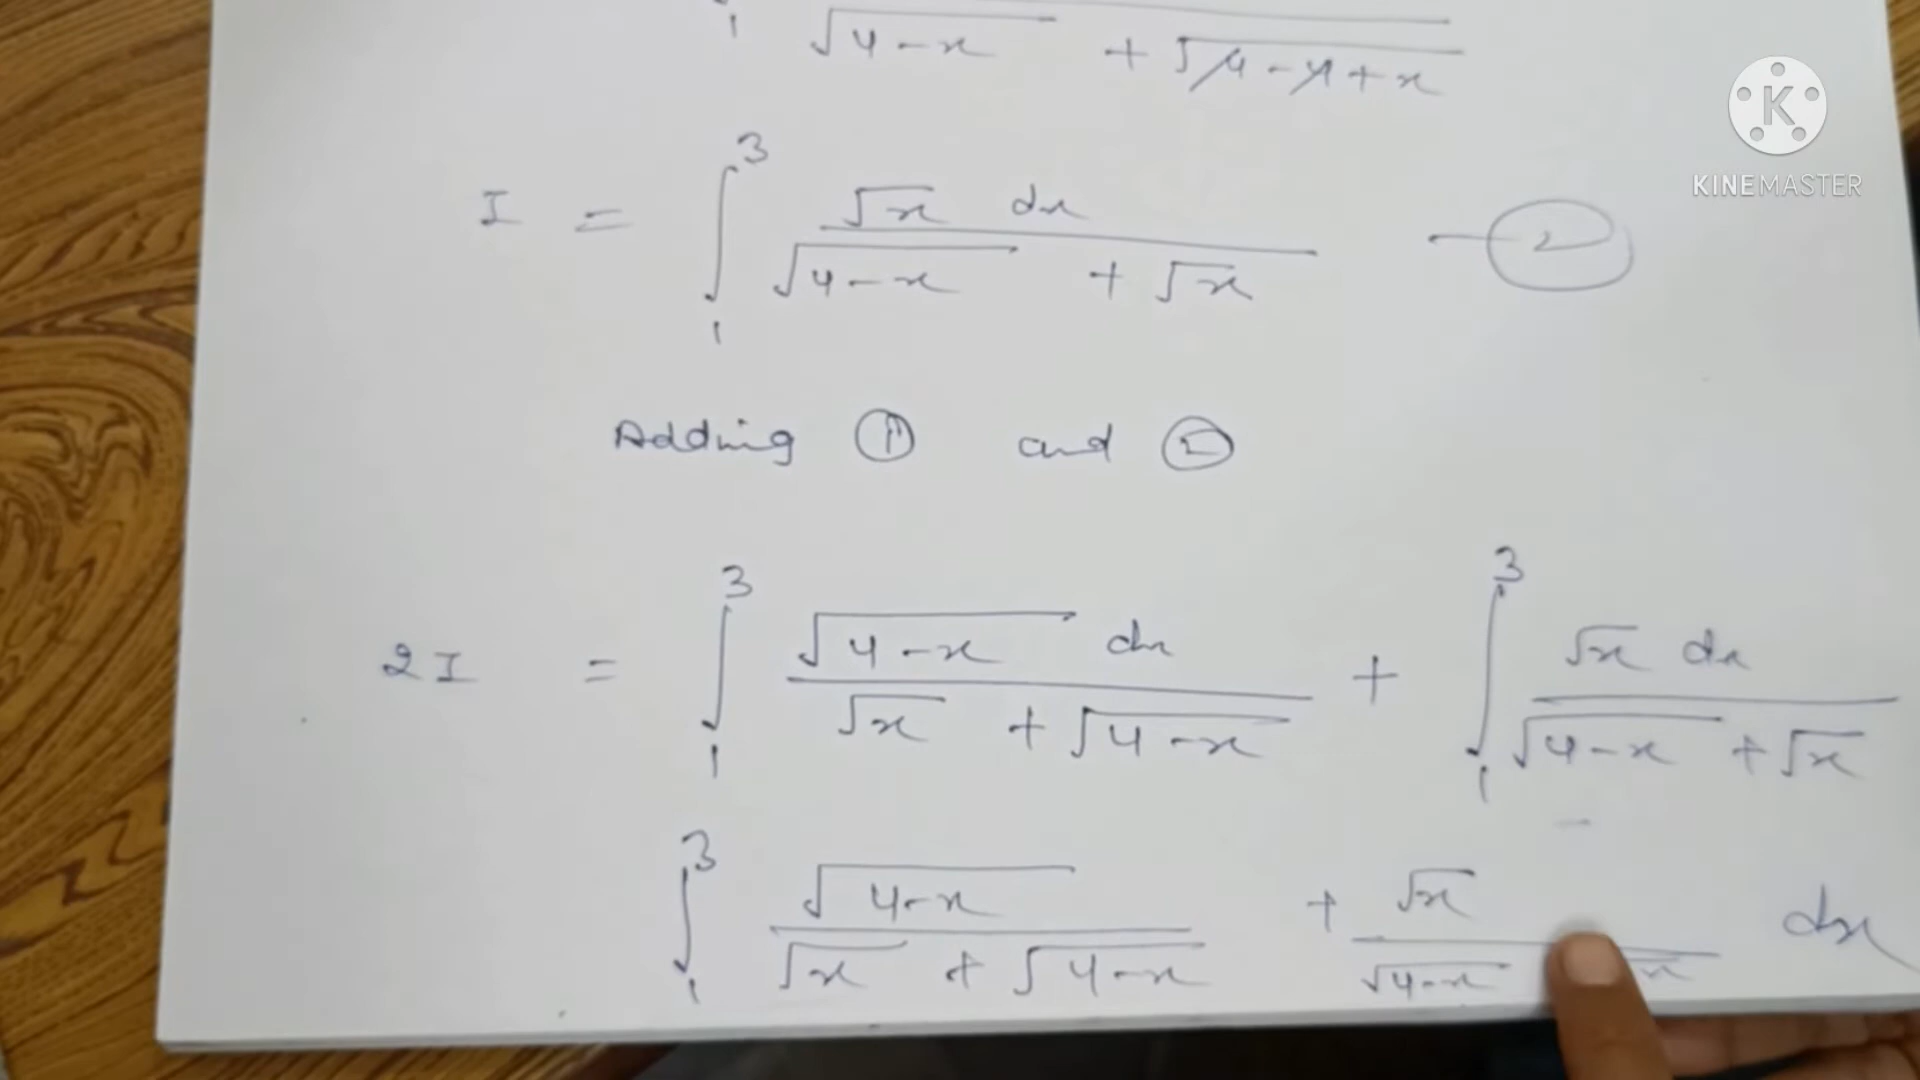 1 √4-x + √4-4+x
I = ∫₁³ √x dx / √4-x + √x — ②
Adding ① and ②
2I = ∫₁³ √4-x dx / √x + √4-x + ∫₁³ √x dx / √4-x + √x
∫₁³ √4-x / √x + √4-x + √x / √4-x x dx
K
KINEMASTER